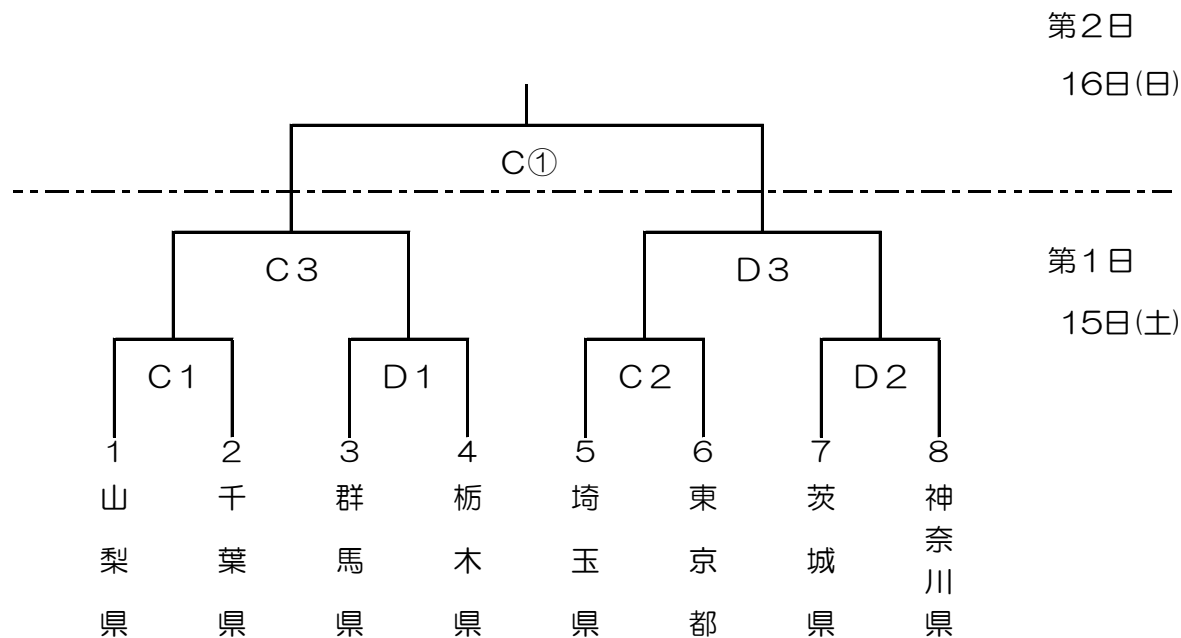 第2日
16日(日)
C①
C3
D3
第1日
15日(土)
C1
D1
C2
D2
1
2
3
4
5
6
7
8
山梨県
千葉県
群馬県
栃木県
埼玉県
東京都
茨城県
神奈川県